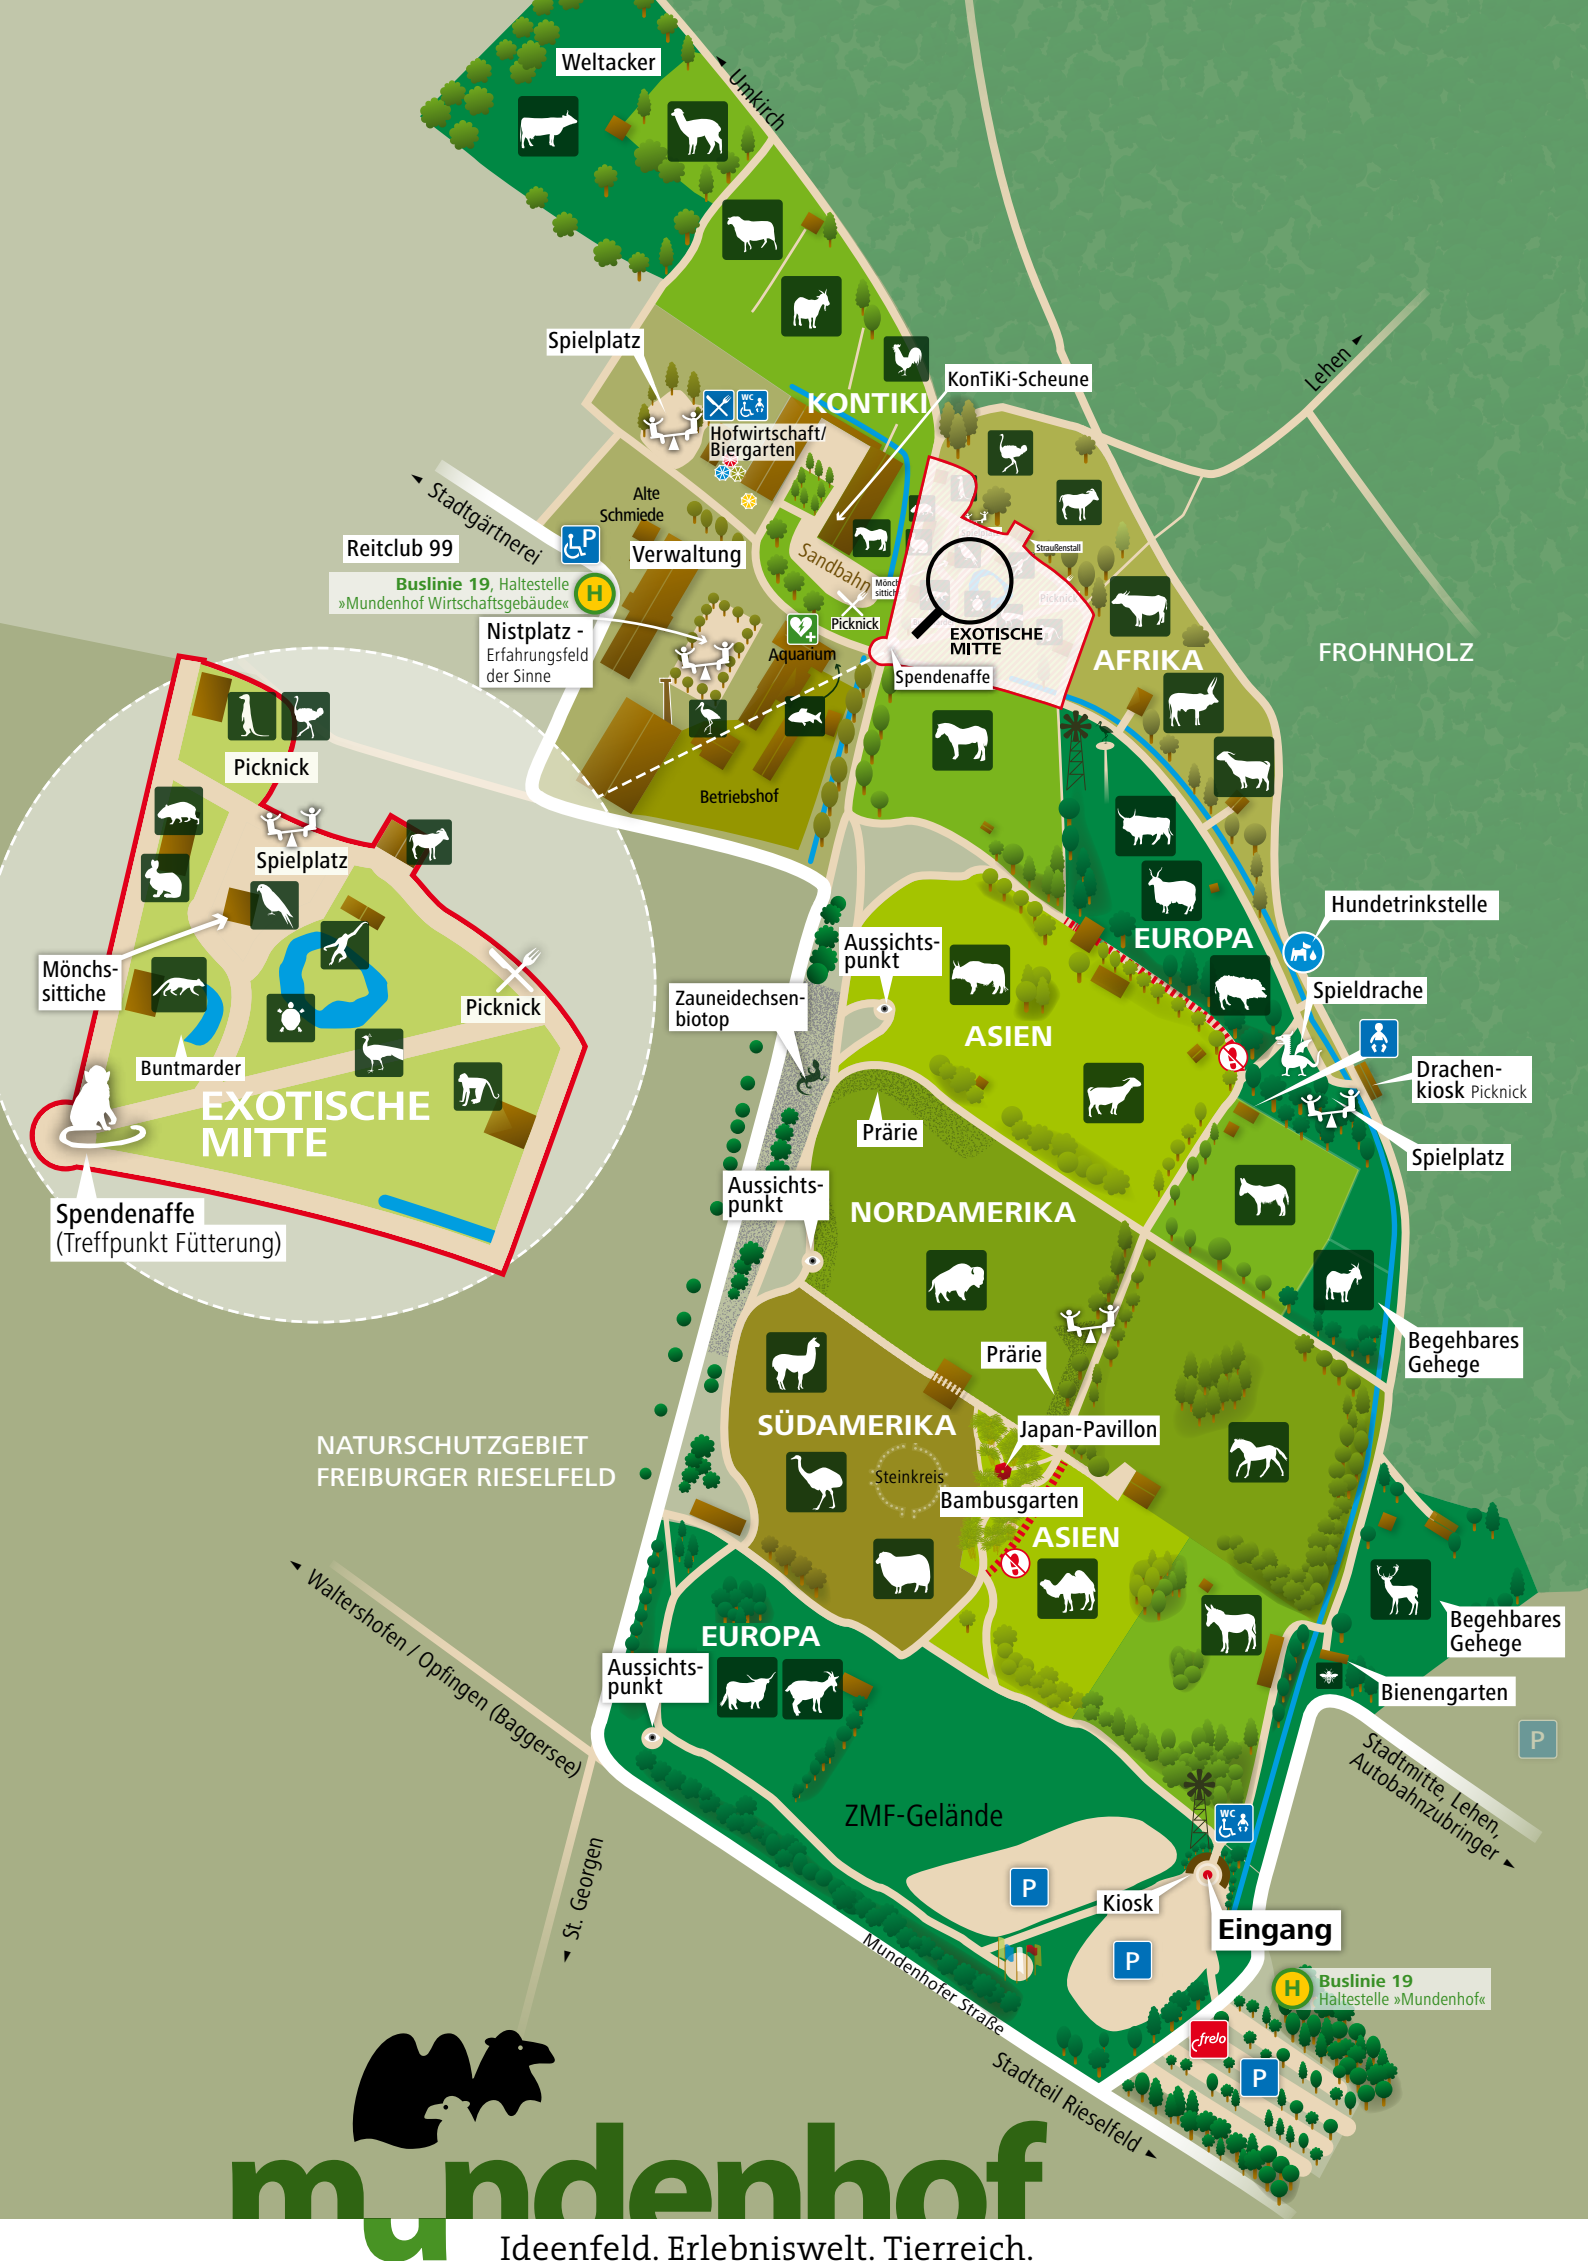 Weltacker
Umkirch
Spielplatz
KonTiKi-Scheune
KONTIKI
WC
Hofwirtschaft/
Biergarten
Lehen
Stadtgärtnerei
Alte
Schmiede
Reitclub 99
P
Verwaltung
Sandbahn
Straußenstall
Buslinie 19, Haltestelle
»Mundenhof Wirtschaftsgebäude«
H
Picknick
Picknick
Nistplatz -
Erfahrungsfeld
der Sinne
Aquarium
EXOTISCHE
MITTE
AFRIKA
Spendenaffe
FROHNHOLZ
Betriebshof
Picknick
Spielplatz
Mönchs-
sittiche
Picknick
Buntmarder
EXOTISCHE
MITTE
Spendenaffe
(Treffpunkt Fütterung)
Hundetrinkstelle
EUROPA
Aussichts-
punkt
Zauneidechsen-
biotop
Spieldrache
ASIEN
Drachen-
kiosk Picknick
Prärie
Spielplatz
Aussichts-
punkt
NORDAMERIKA
Begehbares
Gehege
Prärie
SÜDAMERIKA
Japan-Pavillon
Steinkreis
Bambusgarten
NATURSCHUTZGEBIET
FREIBURGER RIESELFELD
ASIEN
Waltershofen / Opfingen (Baggersee)
EUROPA
Begehbares
Gehege
Aussichts-
punkt
Bienengarten
P
Stadtmitte, Lehen,
Autobahnzubringer
ZMF-Gelände
WC
St. Georgen
P
Kiosk
Eingang
P
Mundenhofer Straße
H
Buslinie 19
Haltestelle »Mundenhof«
frelo
P
Stadtteil Rieselfeld
mundenhof
Ideenfeld. Erlebniswelt. Tierreich.